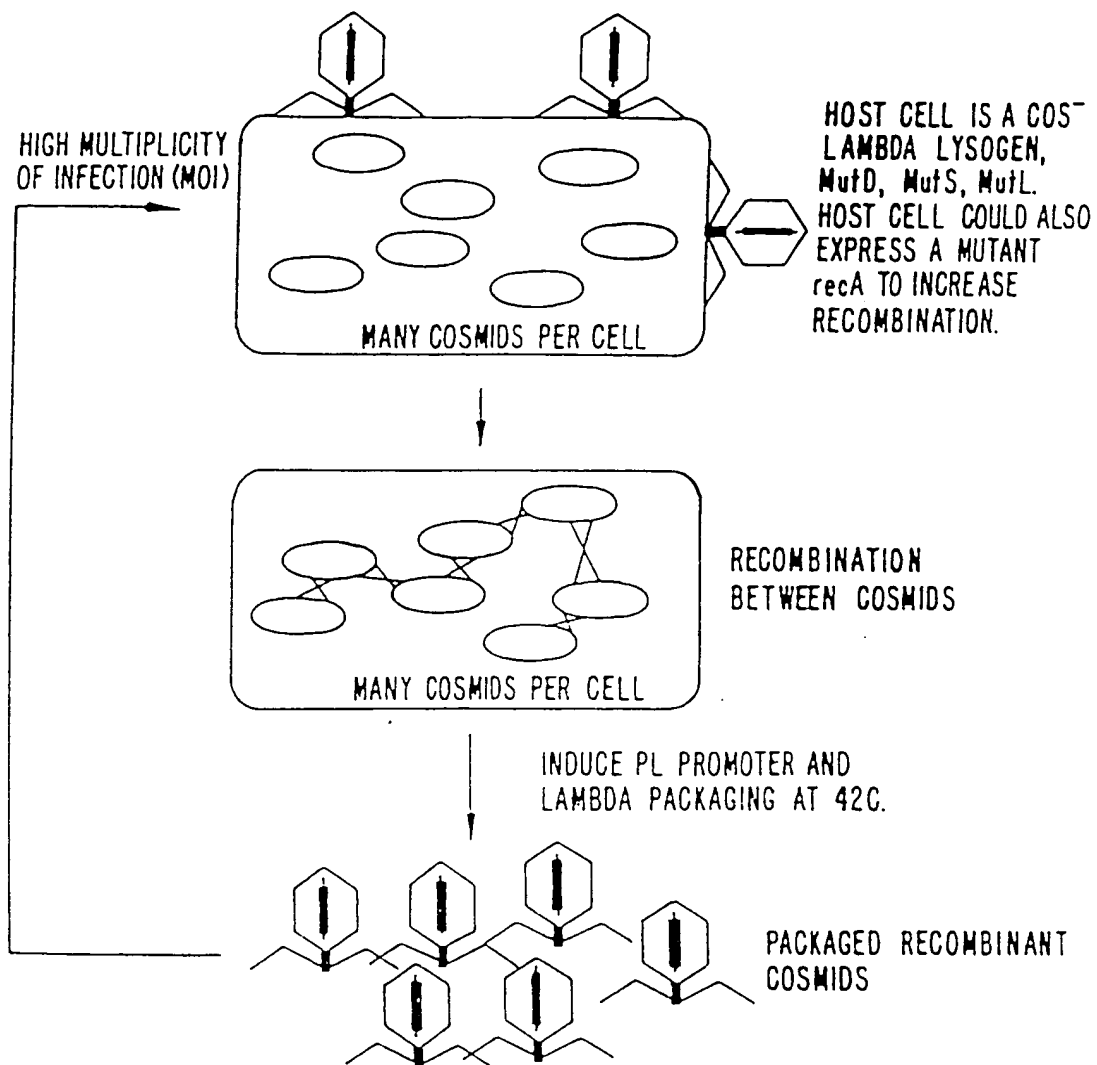 HIGH MULTIPLICITY
OF INFECTION (MOI)
HOST CELL IS A COS⁻
LAMBDA LYSOGEN,
MutD, MutS, MutL.
HOST CELL COULD ALSO
EXPRESS A MUTANT
recA TO INCREASE
RECOMBINATION.
MANY COSMIDS PER CELL
RECOMBINATION
BETWEEN COSMIDS
MANY COSMIDS PER CELL
INDUCE PL PROMOTER AND
LAMBDA PACKAGING AT 42C.
PACKAGED RECOMBINANT
COSMIDS